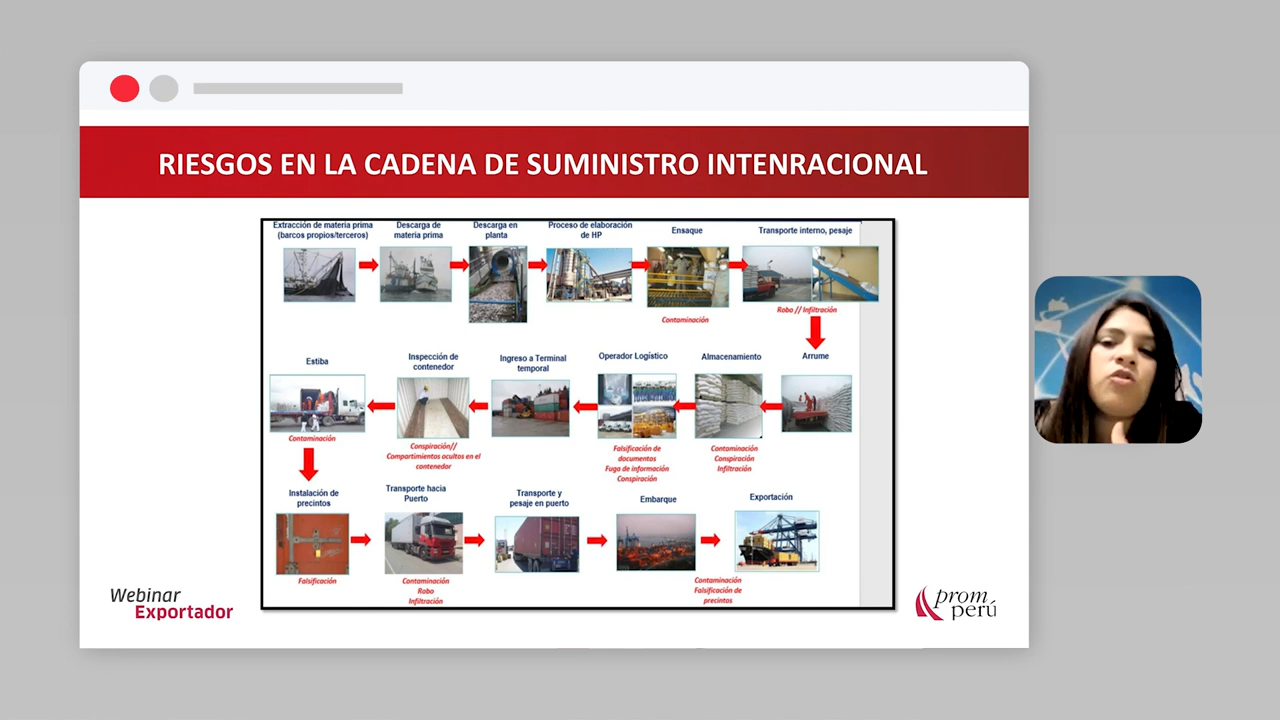 RIESGOS EN LA CADENA DE SUMINISTRO INTENRACIONAL
Extracción de materia prima
(barcos propios/terceros)
Descarga de
materia prima
Descarga en
planta
Proceso de elaboración
de HP
Ensaque
Transporte interno, pesaje
Contaminación
Robo // Infiltración
Estiba
Inspección de
contenedor
Ingreso a Terminal
temporal
Operador Logístico
Almacenamiento
Arrume
Contaminación
Conspiración//
Compartimientos ocultos en el
contenedor
Falsificación de
documentos
Fuga de información
Conspiración
Contaminación
Conspiración
Infiltración
Instalación de
precintos
Transporte hacia
Puerto
Transporte y
pesaje en puerto
Embarque
Exportación
Falsificación
Contaminación
Robo
Infiltración
Contaminación
Falsificación de
precintos
Webinar
Exportador
prom
perú